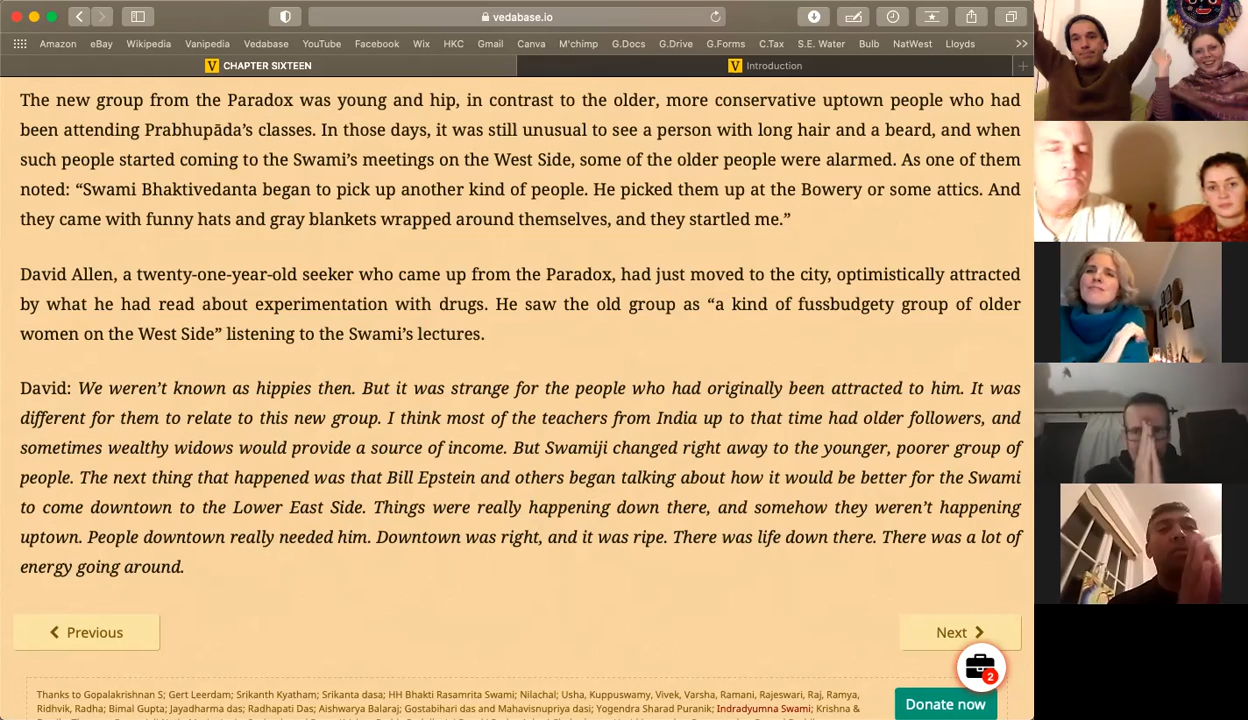 vedabase.io
Amazon eBay Wikipedia Vanipedia Vedabase YouTube Facebook Wix HKC Gmail Canva M'chimp G.Docs G.Drive G.Forms C.Tax S.E. Water Bulb NatWest Lloyds »
V CHAPTER SIXTEEN V Introduction +
The new group from the Paradox was young and hip, in contrast to the older, more conservative uptown people who had
been attending Prabhupāda’s classes. In those days, it was still unusual to see a person with long hair and a beard, and when
such people started coming to the Swami’s meetings on the West Side, some of the older people were alarmed. As one of them
noted: “Swami Bhaktivedanta began to pick up another kind of people. He picked them up at the Bowery or some attics. And
they came with funny hats and gray blankets wrapped around themselves, and they startled me.”
David Allen, a twenty-one-year-old seeker who came up from the Paradox, had just moved to the city, optimistically attracted
by what he had read about experimentation with drugs. He saw the old group as “a kind of fussbudgety group of older
women on the West Side” listening to the Swami’s lectures.
David: We weren’t known as hippies then. But it was strange for the people who had originally been attracted to him. It was
different for them to relate to this new group. I think most of the teachers from India up to that time had older followers, and
sometimes wealthy widows would provide a source of income. But Swamiji changed right away to the younger, poorer group of
people. The next thing that happened was that Bill Epstein and others began talking about how it would be better for the Swami
to come downtown to the Lower East Side. Things were really happening down there, and somehow they weren’t happening
uptown. People downtown really needed him. Downtown was right, and it was ripe. There was life down there. There was a lot of
energy going around.
Previous Next
2
Thanks to Gopalakrishnan S; Gert Leerdam; Srikanth Kyatham; Srikanta dasa; HH Bhakti Rasamrita Swami; Nilachal; Usha, Kuppuswamy, Vivek, Varsha, Ramani, Rajeswari, Raj, Ramya,
Ridhvik, Radha; Bimal Gupta; Jayadharma das; Radhapati Das; Aishwarya Balaraj; Gostabihari das and Mahavisnupriya das; Yogendra Sharad Puranik; Indradyumna Swami; Krishna &
Donate now